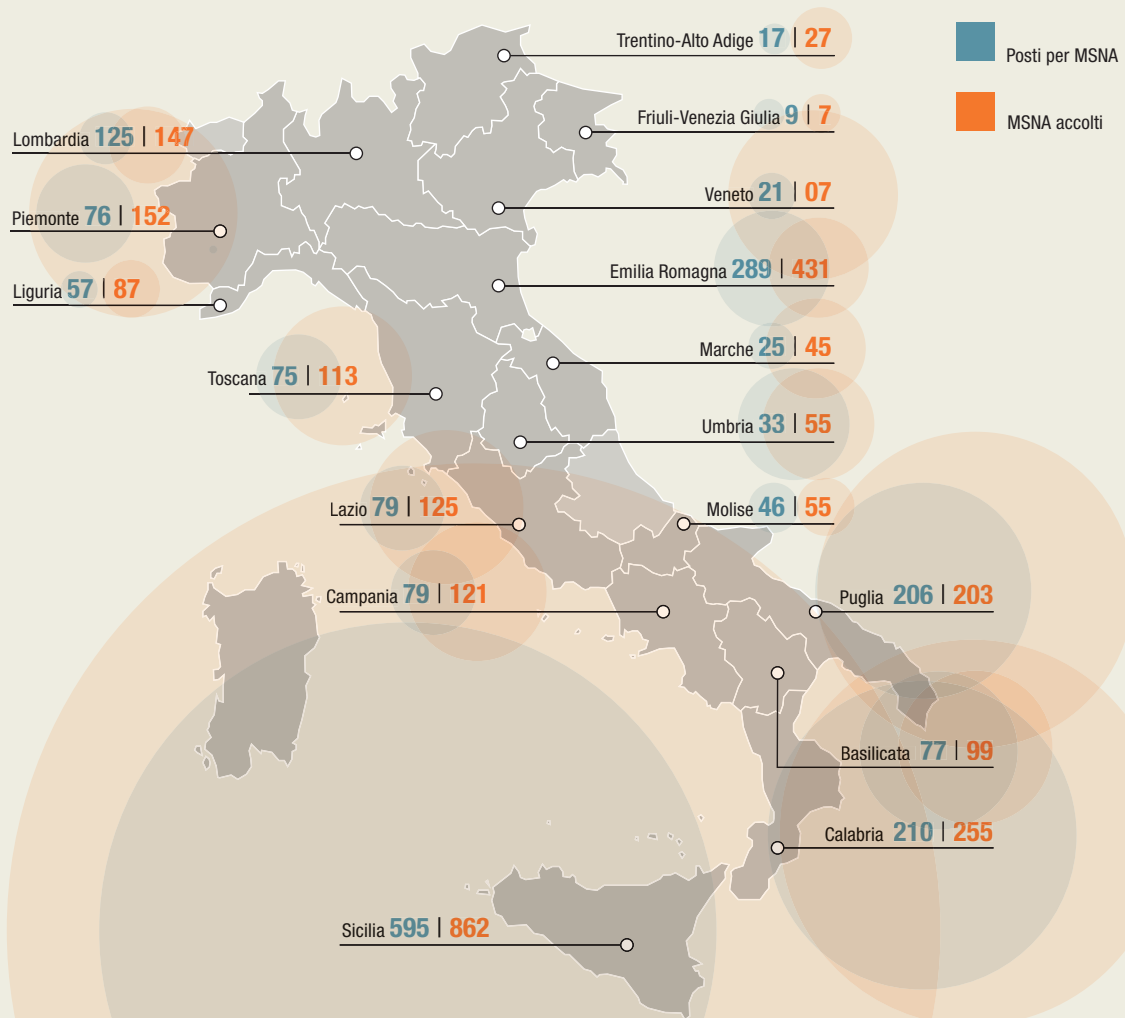 Trentino-Alto Adige 17 | 27
Posti per MSNA
Friuli-Venezia Giulia 9 | 7
MSNA accolti
Lombardia 125 | 147
Veneto 21 | 07
Piemonte 76 | 152
Emilia Romagna 289 | 431
Liguria 57 | 87
Marche 25 | 45
Toscana 75 | 113
Umbria 33 | 55
Lazio 79 | 125
Molise 46 | 55
Campania 79 | 121
Puglia 206 | 203
Basilicata 77 | 99
Calabria 210 | 255
Sicilia 595 | 862